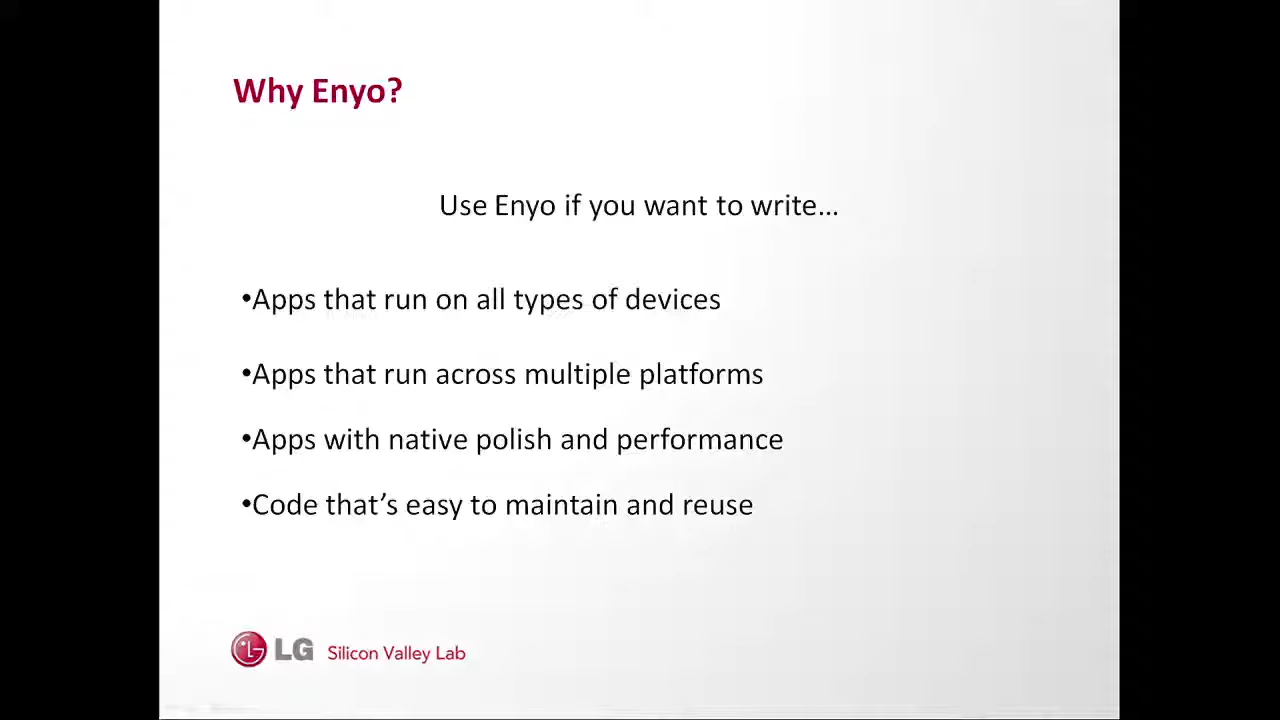 Why Enyo?
Use Enyo if you want to write…
•Apps that run on all types of devices
•Apps that run across multiple platforms
•Apps with native polish and performance
•Code that’s easy to maintain and reuse
LG Silicon Valley Lab